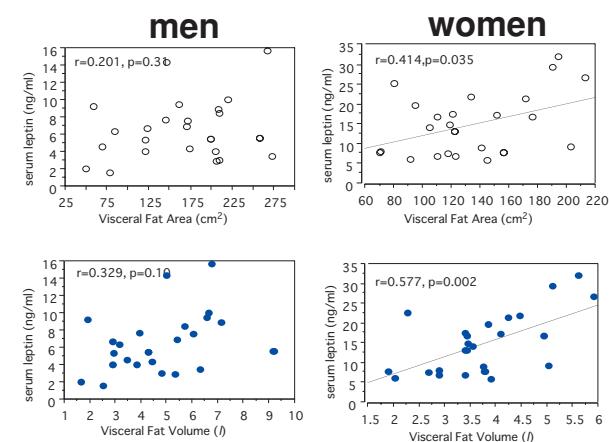 men
women
serum leptin (ng/ml)
16
14
12
10
8
6
4
2
0
r=0.201, p=0.3
25 75 125 175 225 275
Visceral Fat Area (cm²)
serum leptin (ng/ml)
35
30
25
20
15
10
5
0
r=0.414,p=0.035
60 80 100 120 140 160 180 200 220
Visceral Fat Area (cm²)
serum leptin (ng/ml)
16
14
12
10
8
6
4
2
0
r=0.329, p=0.10
1 2 3 4 5 6 7 8 9 10
Visceral Fat Volume (l)
serum leptin (ng/ml)
35
30
25
20
15
10
5
0
r=0.577, p=0.002
1.5 2 2.5 3 3.5 4 4.5 5 5.5 6
Visceral Fat Volume (l)